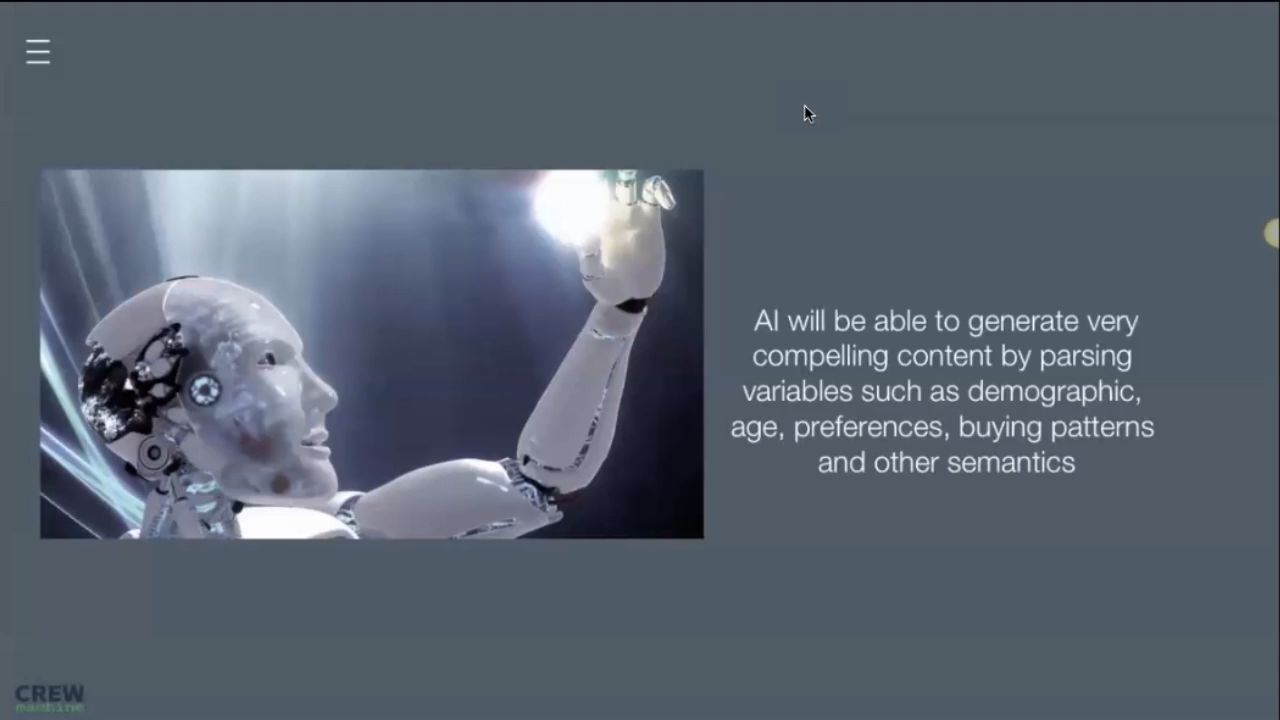 AI will be able to generate very
compelling content by parsing
variables such as demographic,
age, preferences, buying patterns
and other semantics
CREW
machine